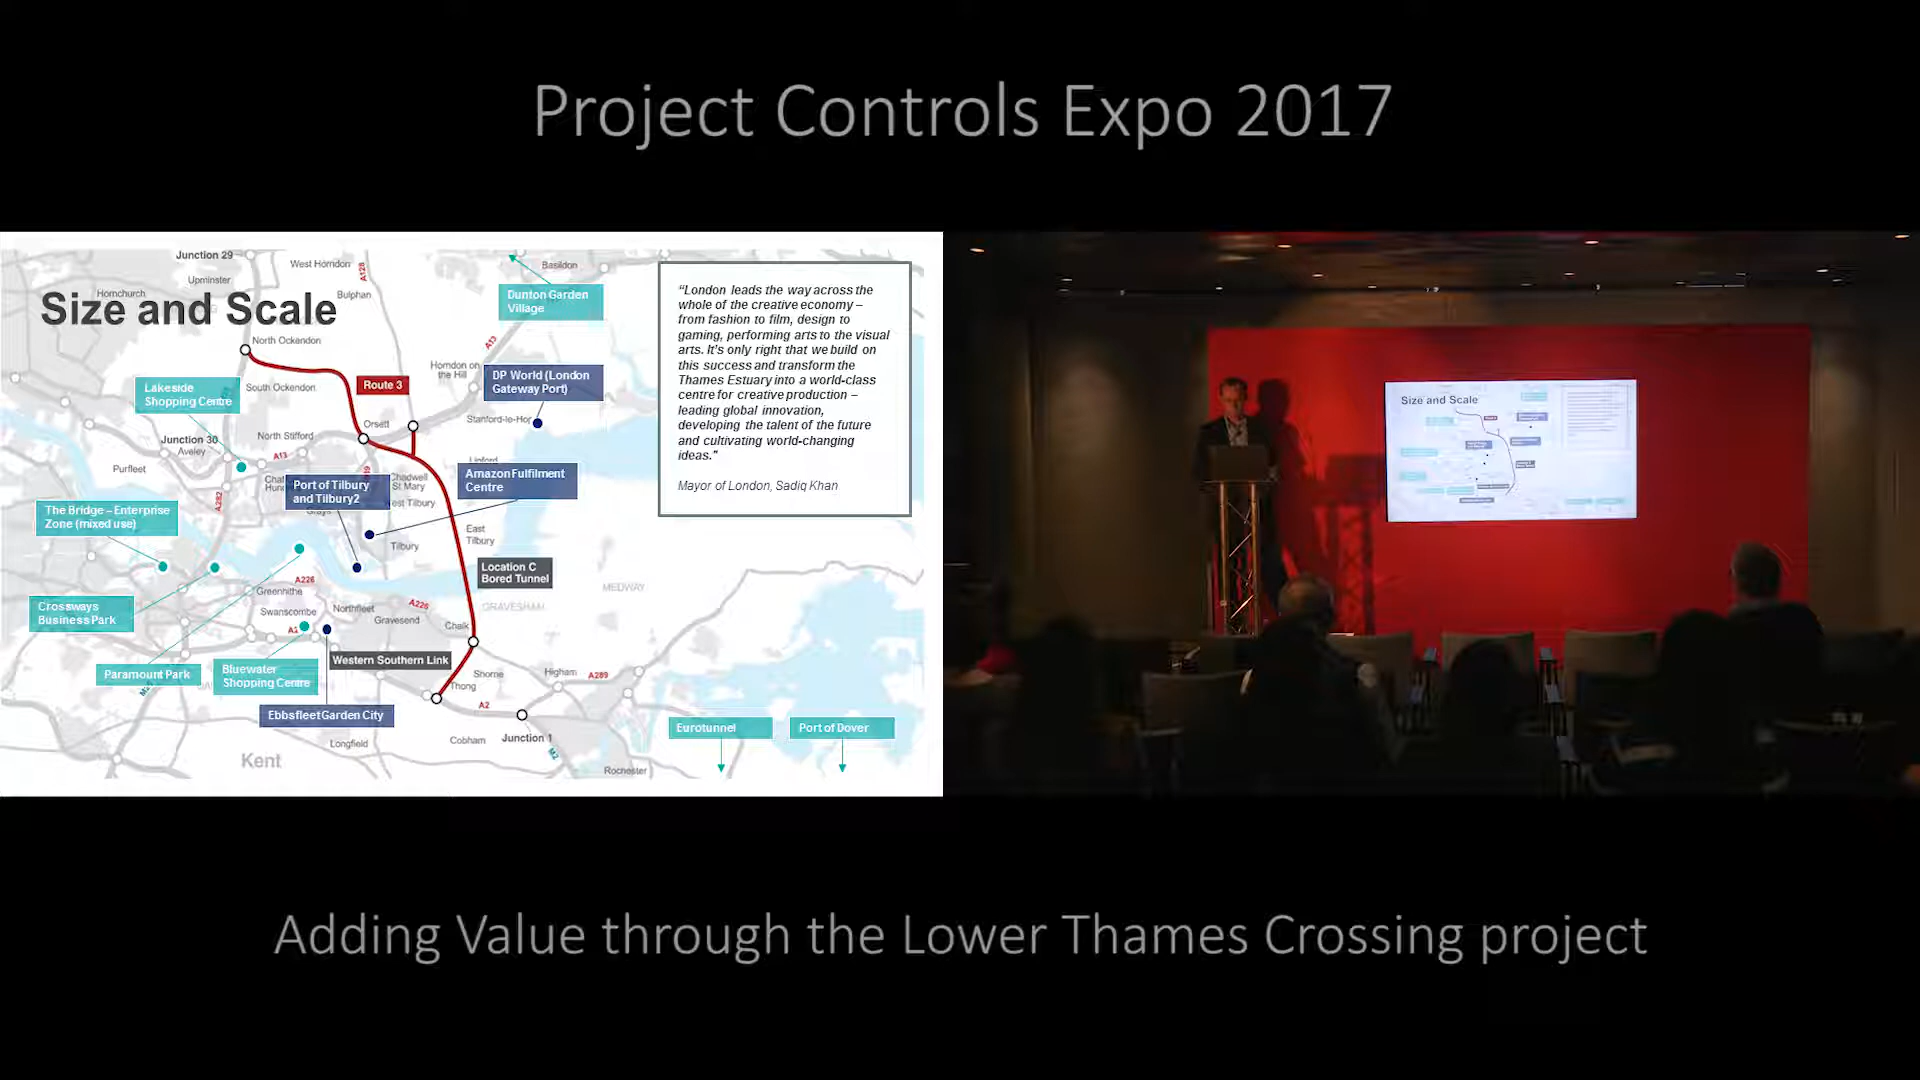 Project Controls Expo 2017
Size and Scale
Junction 29
Upminster
Hornchurch
West Horndon
A128
Bulphan
Basildon
Dunton Garden
Village
North Ockendon
A13
South Ockendon
Route 3
Horndon on
the Hill
DP World (London
Gateway Port)
Lakeside
Shopping Centre
Stanford-le-Hop
Orsett
North Stifford
Junction 30
Aveley
A13
Purfleet
Amazon Fulfilment
Centre
Port of Tilbury
and Tilbury2
Chadwell
St Mary
A282
Grays
The Bridge – Enterprise
Zone (mixed use)
East
Tilbury
Tilbury
Location C
Bored Tunnel
MEDWAY
A226
Greenhithe
Crossways
Business Park
Swanscombe
Northfleet
A226
GRAVESHAM
Gravesend
Chalk
A2
Western Southern Link
Paramount Park
Bluewater
Shopping Centre
Shorne
Higham
A289
Thong
A2
Ebbsfleet Garden City
Longfield
Cobham
Junction 1
M2
Kent
Rochester
Eurotunnel
Port of Dover
“London leads the way across the
whole of the creative economy –
from fashion to film, design to
gaming, performing arts to the visual
arts. It's only right that we build on
this success and transform the
Thames Estuary into a world-class
centre for creative production –
leading global innovation,
developing the talent of the future
and cultivating world-changing
ideas."
Mayor of London, Sadiq Khan
Size and Scale
Adding Value through the Lower Thames Crossing project